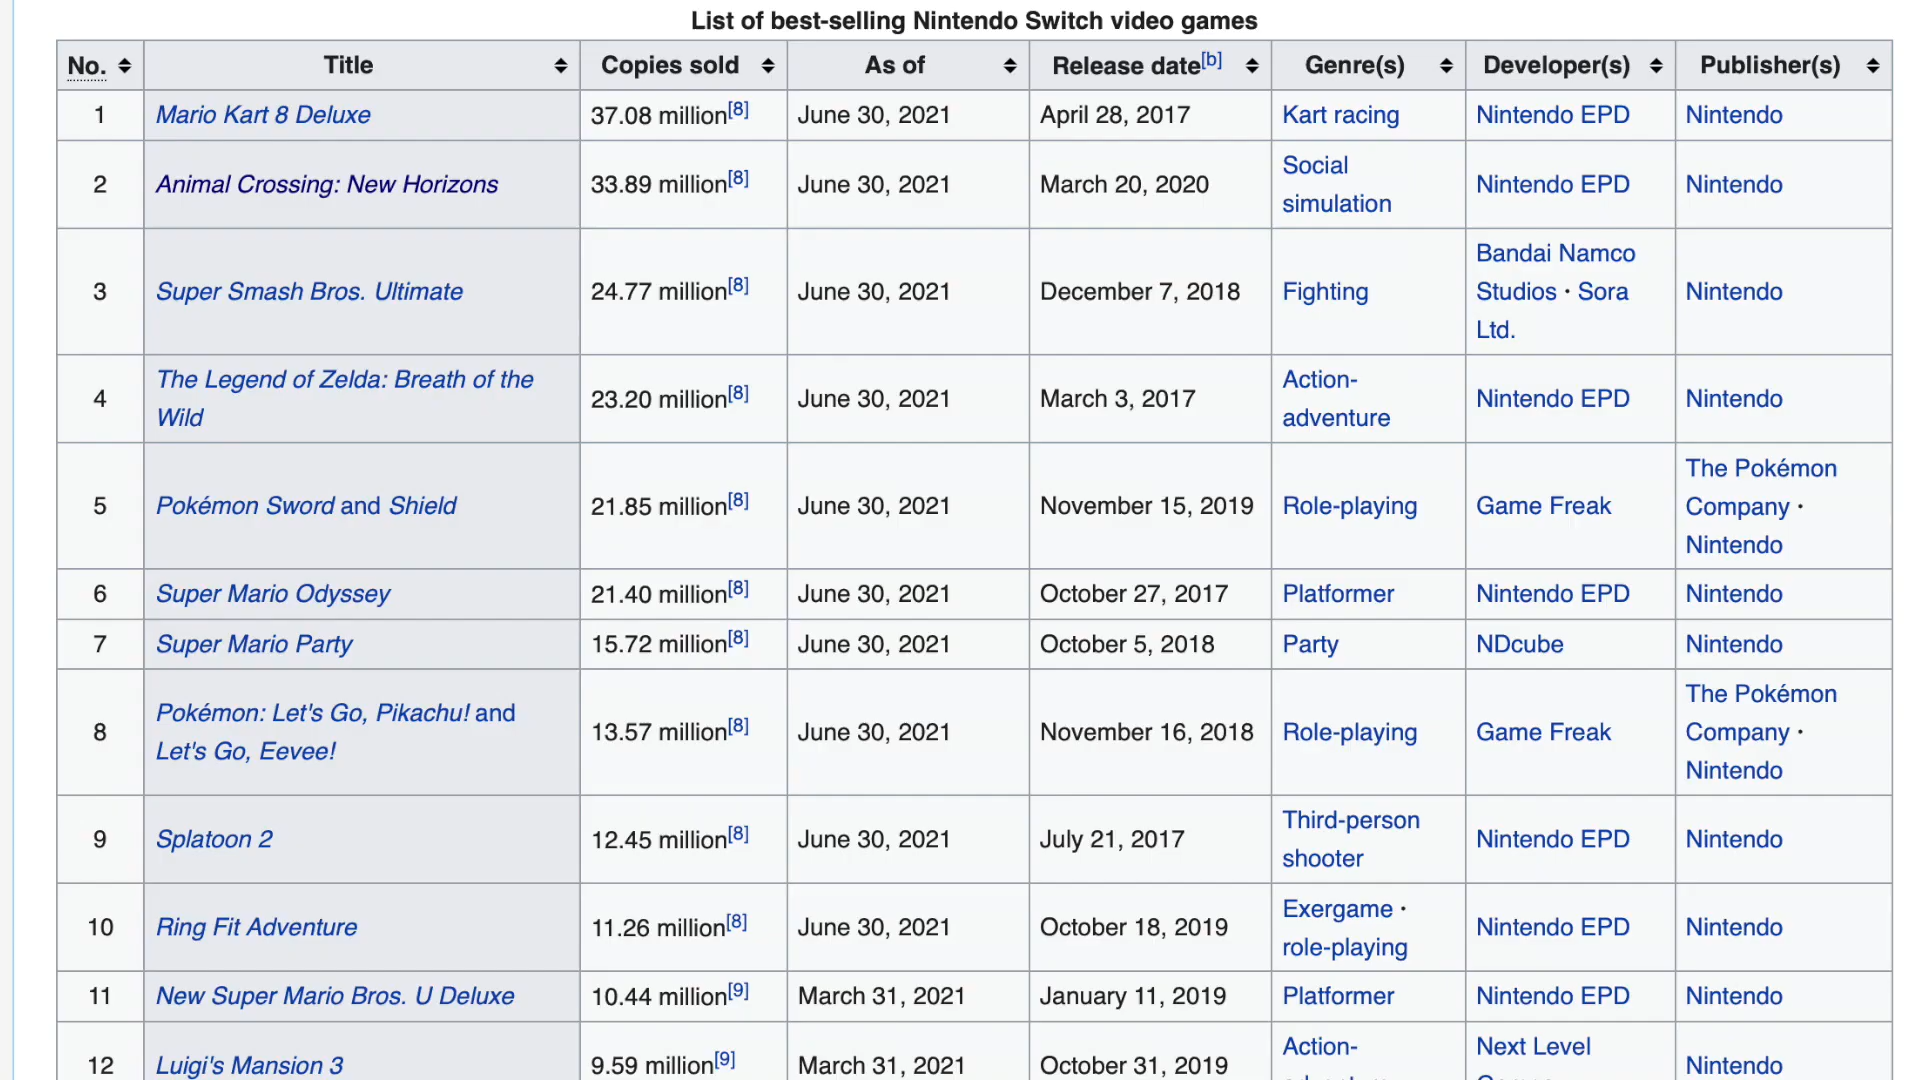 List of best-selling Nintendo Switch video games
No. Title Copies sold As of Release date[b] Genre(s) Developer(s) Publisher(s)
1 Mario Kart 8 Deluxe 37.08 million[8] June 30, 2021 April 28, 2017 Kart racing Nintendo EPD Nintendo
2 Animal Crossing: New Horizons 33.89 million[8] June 30, 2021 March 20, 2020 Social
simulation Nintendo EPD Nintendo
3 Super Smash Bros. Ultimate 24.77 million[8] June 30, 2021 December 7, 2018 Fighting Bandai Namco
Studios · Sora
Ltd. Nintendo
4 The Legend of Zelda: Breath of the
Wild 23.20 million[8] June 30, 2021 March 3, 2017 Action-
adventure Nintendo EPD Nintendo
5 Pokémon Sword and Shield 21.85 million[8] June 30, 2021 November 15, 2019 Role-playing Game Freak The Pokémon
Company ·
Nintendo
6 Super Mario Odyssey 21.40 million[8] June 30, 2021 October 27, 2017 Platformer Nintendo EPD Nintendo
7 Super Mario Party 15.72 million[8] June 30, 2021 October 5, 2018 Party NDcube Nintendo
8 Pokémon: Let's Go, Pikachu! and
Let's Go, Eevee! 13.57 million[8] June 30, 2021 November 16, 2018 Role-playing Game Freak The Pokémon
Company ·
Nintendo
9 Splatoon 2 12.45 million[8] June 30, 2021 July 21, 2017 Third-person
shooter Nintendo EPD Nintendo
10 Ring Fit Adventure 11.26 million[8] June 30, 2021 October 18, 2019 Exergame ·
role-playing Nintendo EPD Nintendo
11 New Super Mario Bros. U Deluxe 10.44 million[9] March 31, 2021 January 11, 2019 Platformer Nintendo EPD Nintendo
12 Luigi's Mansion 3 9.59 million[9] March 31, 2021 October 31, 2019 Action- Next Level Nintendo